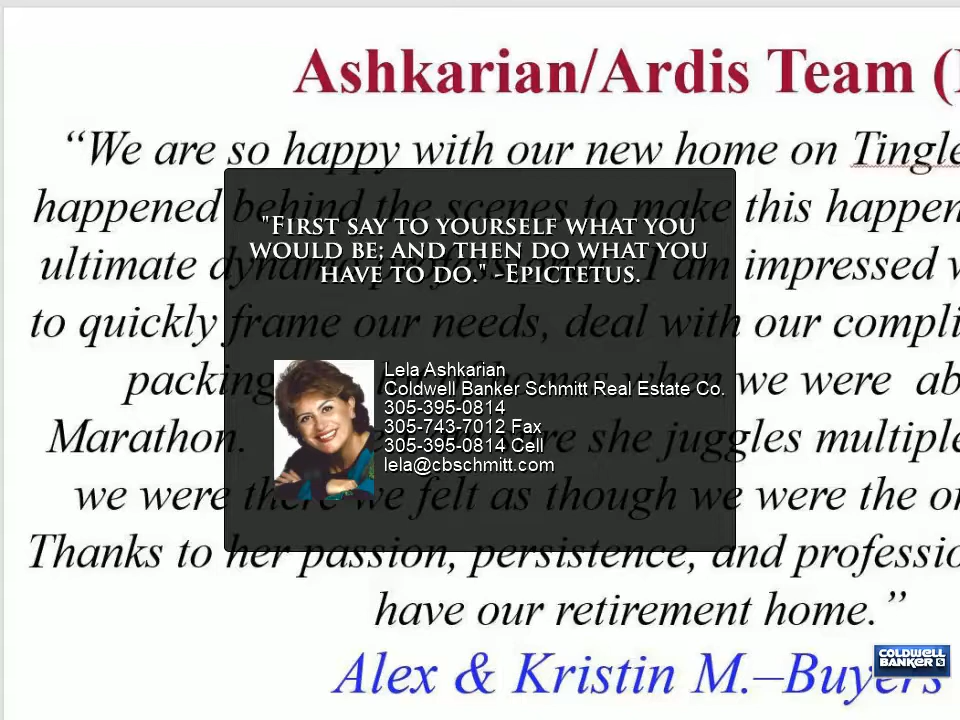 Ashkarian/Ardis Team (
“We are so happy with our new home on Tingle
happened behind the scenes to make this happen
ultimate dynamic I am impressed
to quickly frame our needs, deal with our compli
packing homes when we were ab
Marathon. sure she juggles multiple
we were there we felt as though we were the or
Thanks to her passion, persistence, and professio
have our retirement home.”
Alex & Kristin M.–Buyers
"First say to yourself what you
would be; and then do what you
have to do." -Epictetus.
Lela Ashkarian
Coldwell Banker Schmitt Real Estate Co.
305-395-0814
305-743-7012 Fax
305-395-0814 Cell
lela@cbschmitt.com
COLDWELL
BANKER